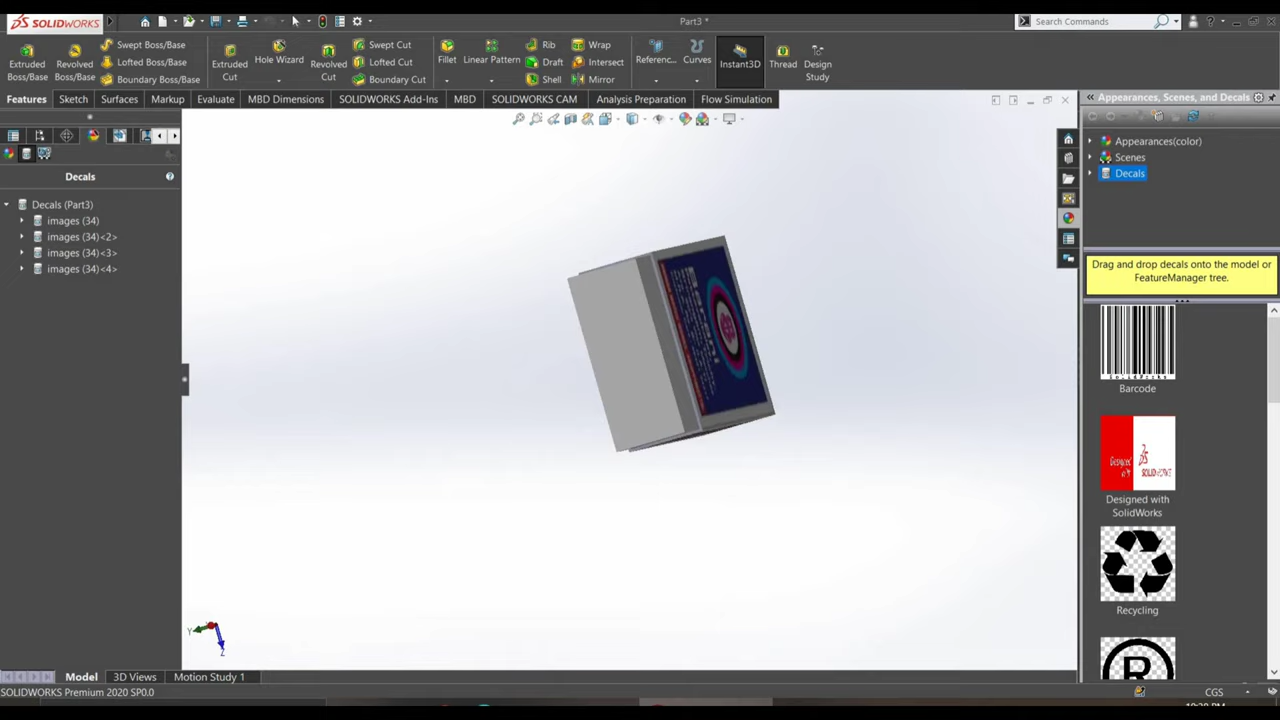 SOLIDWORKS
Part3 *
Search Commands
Extruded Boss/Base
Revolved Boss/Base
Swept Boss/Base
Lofted Boss/Base
Boundary Boss/Base
Extruded Cut
Hole Wizard
Revolved Cut
Swept Cut
Lofted Cut
Boundary Cut
Fillet
Linear Pattern
Rib
Draft
Shell
Wrap
Intersect
Mirror
Referenc...
Curves
Instant3D
Thread
Design Study
Features
Sketch
Surfaces
Markup
Evaluate
MBD Dimensions
SOLIDWORKS Add-Ins
MBD
SOLIDWORKS CAM
Analysis Preparation
Flow Simulation
Decals
Decals (Part3)
images (34)
images (34)<2>
images (34)<3>
images (34)<4>
Y
Z
Appearances, Scenes, and Decals
Appearances(color)
Scenes
Decals
Drag and drop decals onto the model or
FeatureManager tree.
Barcode
SOLIDWORKS
Designed with
SolidWorks
Recycling
R
Model
3D Views
Motion Study 1
SOLIDWORKS Premium 2020 SP0.0
CGS